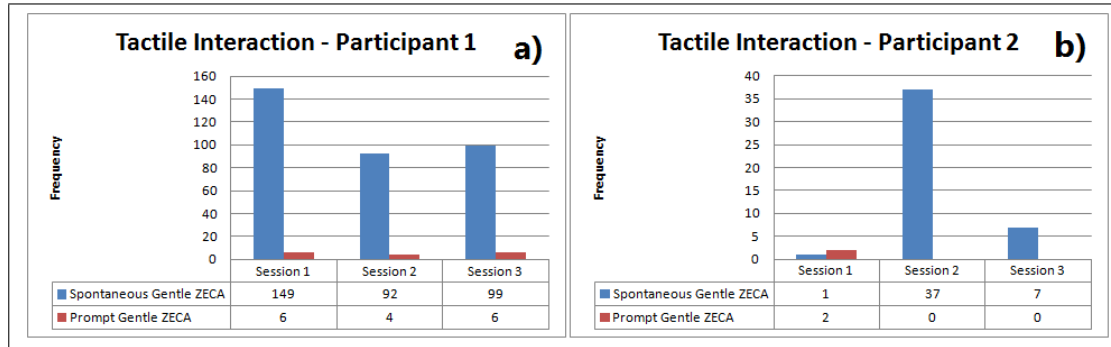 Tactile Interaction - Participant 1
a)
160
140
120
100
80
60
40
20
0
Frequency
Session 1 Session 2 Session 3
Spontaneous Gentle ZECA 149 92 99
Prompt Gentle ZECA 6 4 6
Tactile Interaction - Participant 2
b)
40
35
30
25
20
15
10
5
0
Frequency
Session 1 Session 2 Session 3
Spontaneous Gentle ZECA 1 37 7
Prompt Gentle ZECA 2 0 0